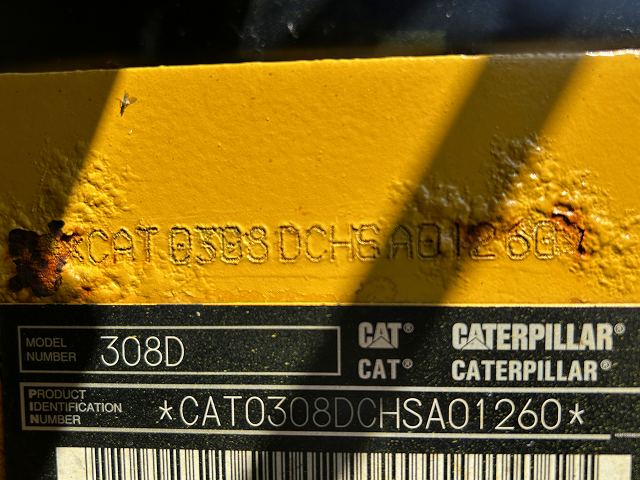 *CAT0308DCHSA01260*
MODEL NUMBER 308D
CAT® CATERPILLAR®
CAT® CATERPILLAR®
PRODUCT IDENTIFICATION NUMBER *CAT0308DCHSA01260*